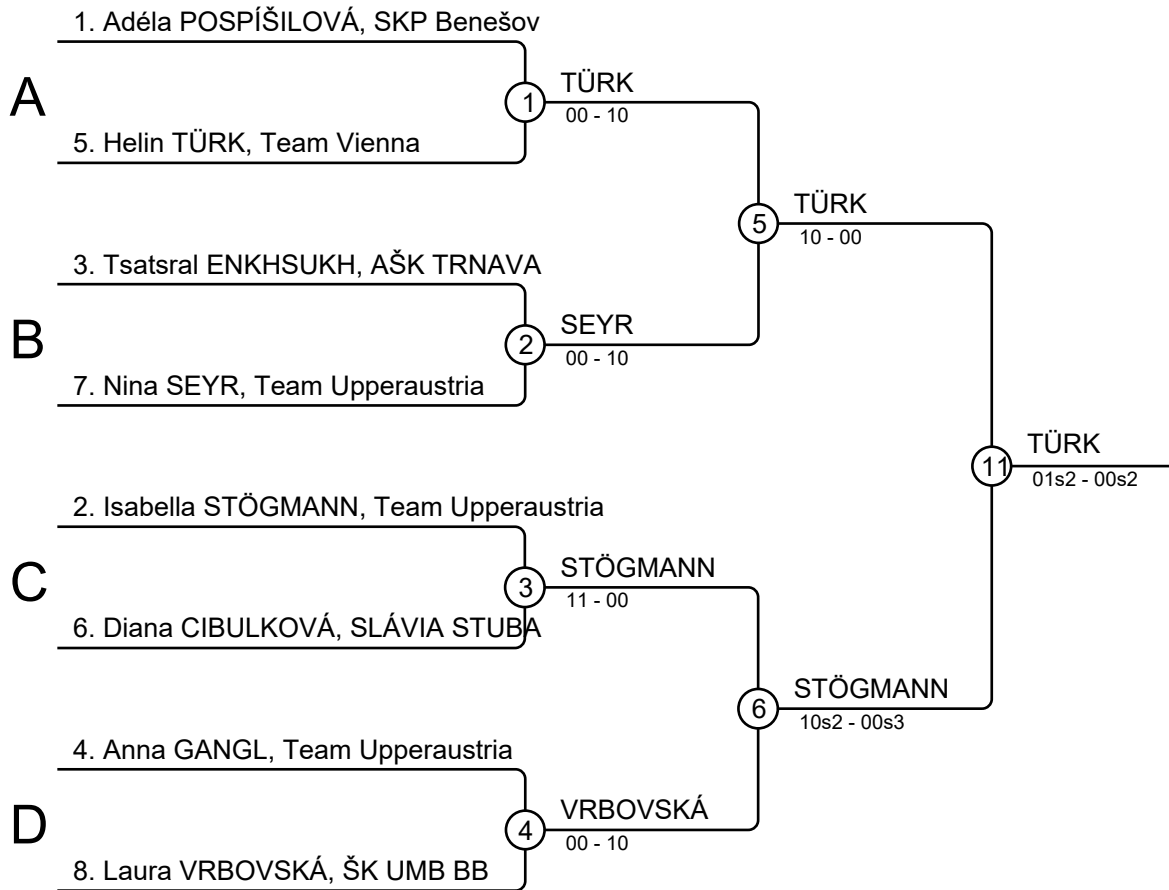 1. Adéla POSPÍŠILOVÁ, SKP Benešov
A
1
TÜRK
00 - 10
5. Helin TÜRK, Team Vienna
5
TÜRK
10 - 00
3. Tsatsral ENKHSUKH, AŠK TRNAVA
B
2
SEYR
00 - 10
7. Nina SEYR, Team Upperaustria
11
TÜRK
01s2 - 00s2
2. Isabella STÖGMANN, Team Upperaustria
C
3
STÖGMANN
11 - 00
6. Diana CIBULKOVÁ, SLÁVIA STUBA
6
STÖGMANN
10s2 - 00s3
4. Anna GANGL, Team Upperaustria
D
4
VRBOVSKÁ
00 - 10
8. Laura VRBOVSKÁ, ŠK UMB BB